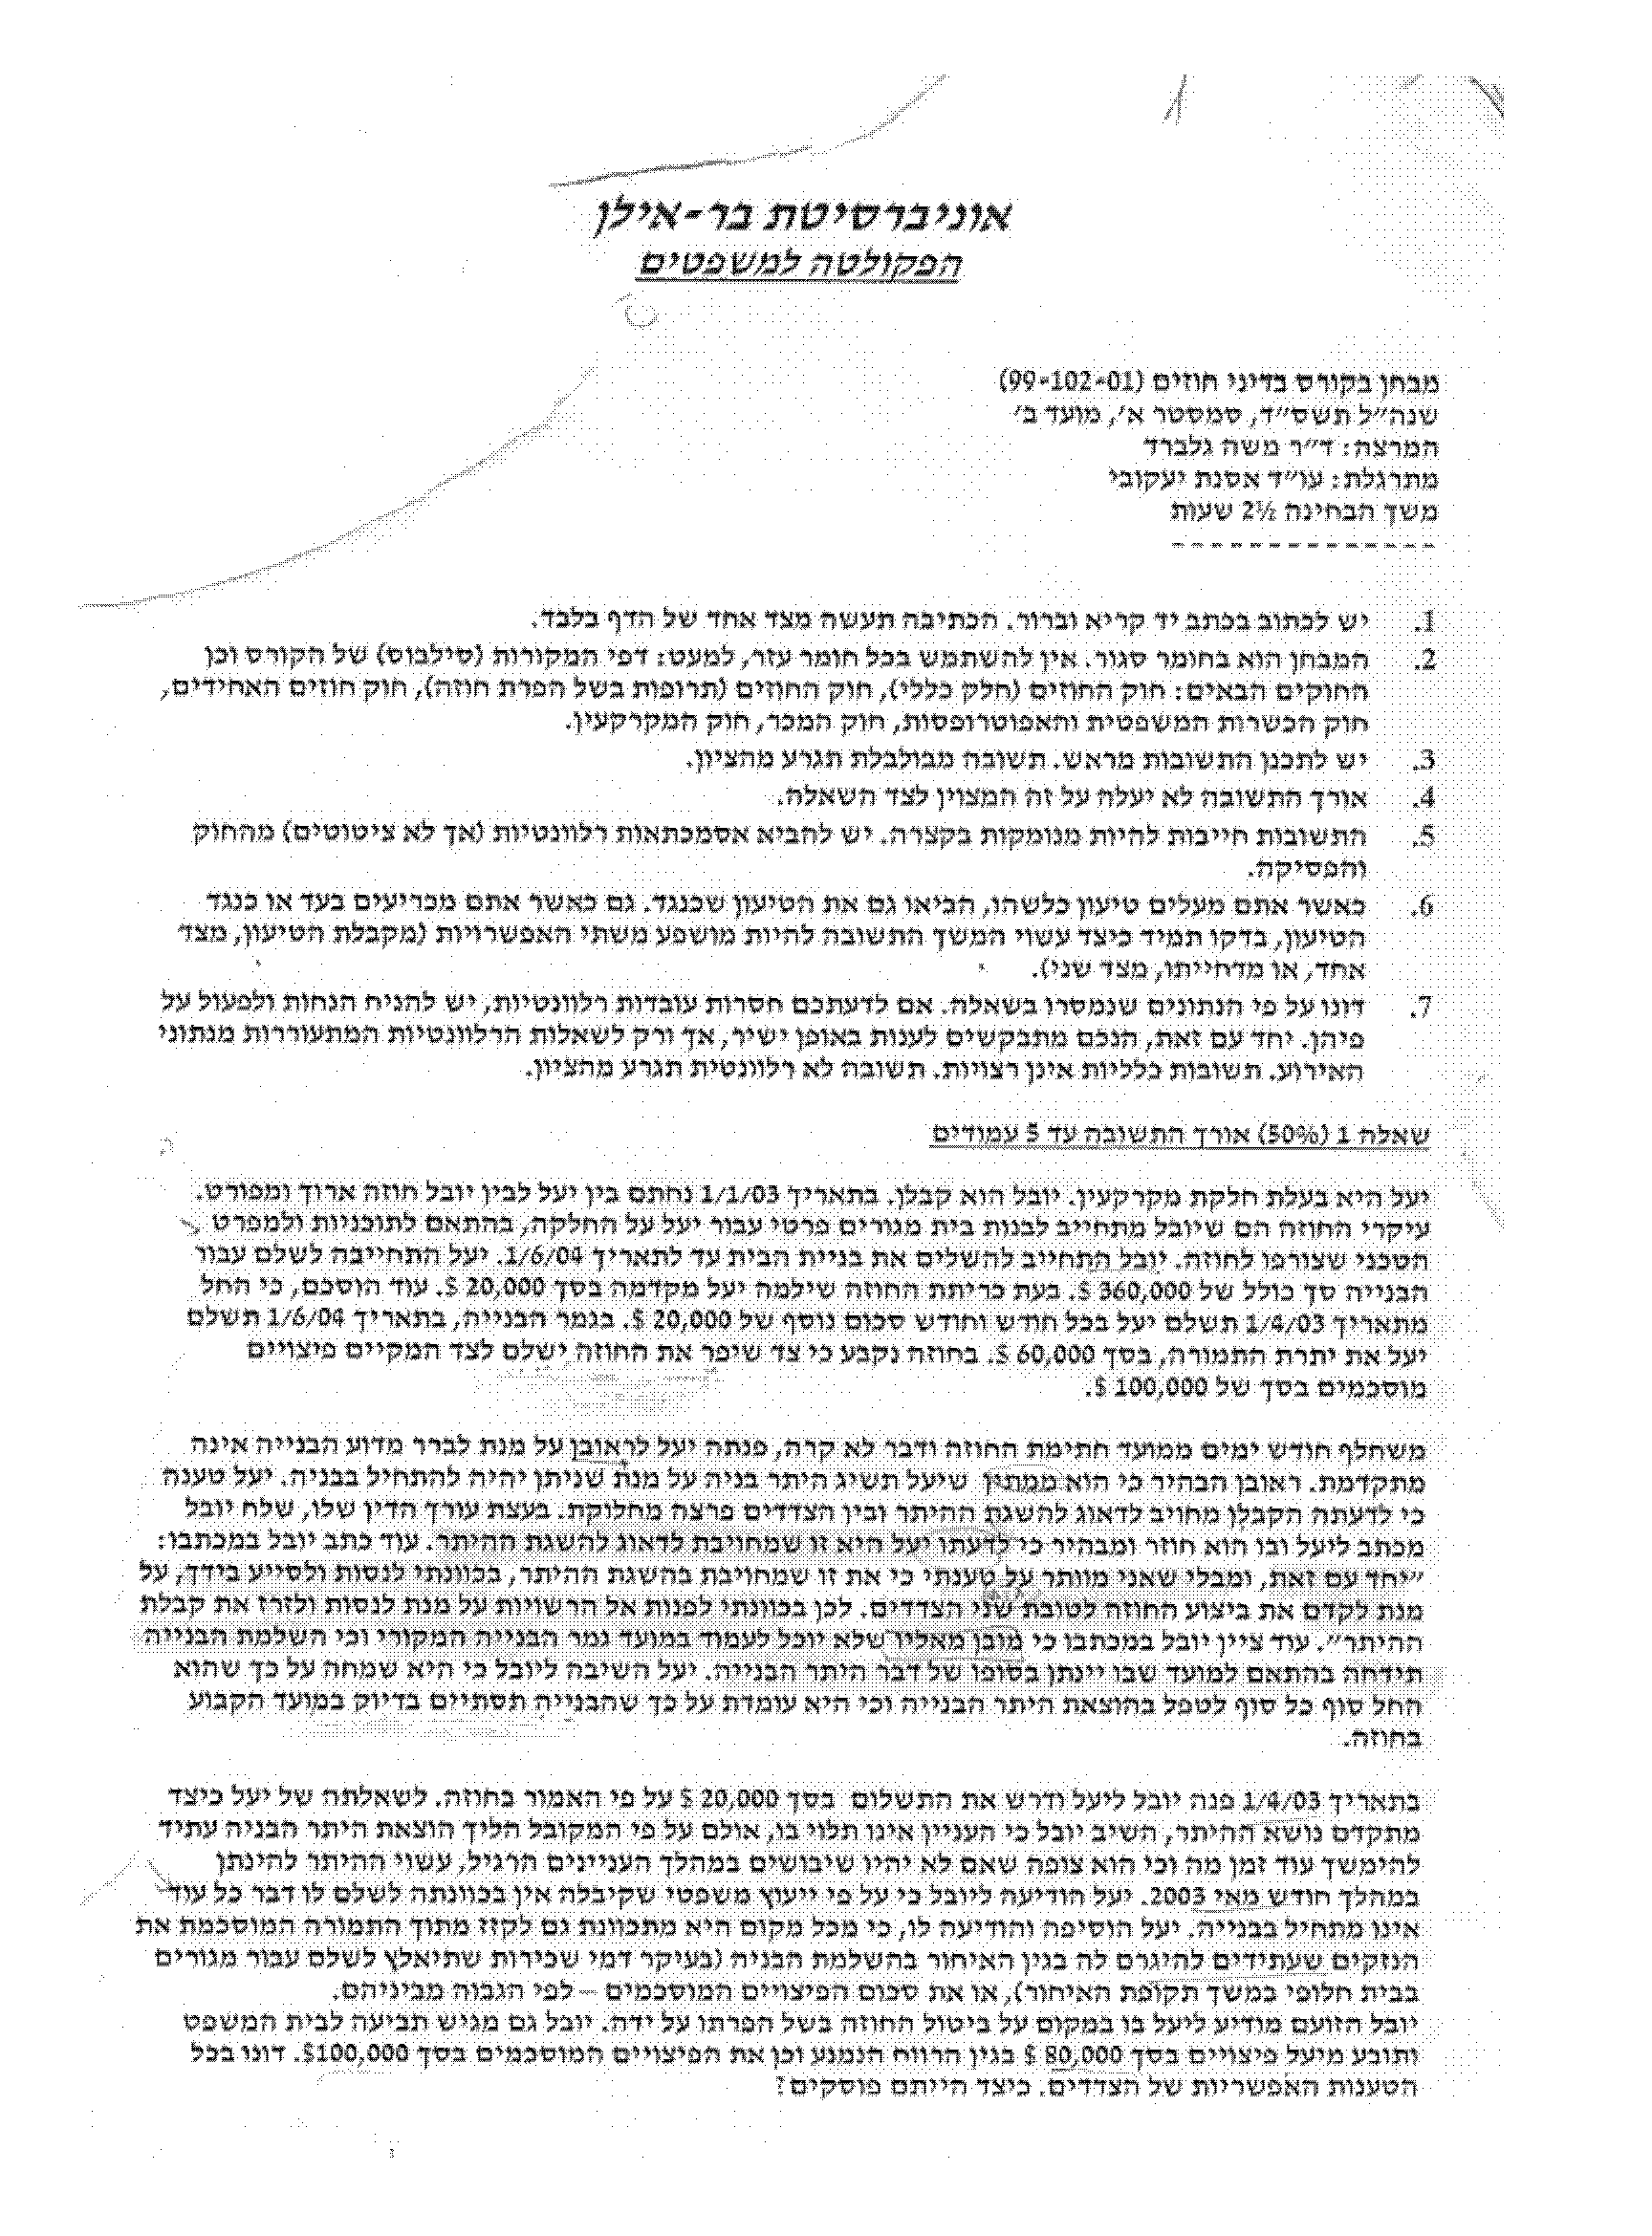 אוניברסיטת בר-אילן
הפקולטה למשפטים
מבחן בקורס בדיני חוזים (99-102-01)
שנה"ל תשס"ד, סמסטר א', מועד ב'
המרצה: ד"ר משה גלברד
מתרגלת: עו"ד אסנת יעקובי
משך הבחינה 2½ שעות
--------------
1. יש לכתוב בכתב יד קריא וברור. הכתיבה תעשה מצד אחד של הדף בלבד.
2. המבחן הוא בחומר סגור. אין להשתמש בכל חומר עזר, למעט: דפי המקורות (סילבוס) של הקורס וכן
החוקים הבאים: חוק החוזים (חלק כללי), חוק החוזים (תרופות בשל הפרת חוזה), חוק חוזים האחידים,
חוק הכשרות המשפטית והאפוטרופסות, חוק המכר, חוק המקרקעין.
3. יש לתכנן התשובות מראש. תשובה מבולבלת תגרע מהציון.
4. אורך התשובה לא יעלה על זה המצוין לצד השאלה.
5. התשובות חייבות להיות מנומקות בקצרה. יש להביא אסמכתאות רלוונטיות (אך לא ציטוטים) מהחוק
והפסיקה.
6. כאשר אתם מעלים טיעון כלשהו, הביאו גם את הטיעון שכנגד. גם כאשר אתם מכריעים בעד או כנגד
הטיעון, בדקו תמיד כיצד עשוי המשך התשובה להיות מושפע משתי האפשרויות (מקבלת הטיעון, מצד
אחד, או מדחייתו, מצד שני).
7. דונו על פי הנתונים שנמסרו בשאלה. אם לדעתכם חסרות עובדות רלוונטיות, יש להניח הנחות ולפעול על
פיהן. יחד עם זאת, הנכם מתבקשים לענות באופן ישיר, אך ורק לשאלות הרלוונטיות המתעוררות מנתוני
האירוע. תשובות כלליות אינן רצויות. תשובה לא רלוונטית תגרע מהציון.
שאלה 1 (50%) אורך התשובה עד 5 עמודים
יעל היא בעלת חלקת מקרקעין. יובל הוא קבלן. בתאריך 1/1/03 נחתם בין יעל לבין יובל חוזה ארוך ומפורט.
עיקרי החוזה הם שיובל מתחייב לבנות בית מגורים פרטי עבור יעל על החלקה, בהתאם לתוכניות ולמפרט
הטכני שצורפו לחוזה. יובל התחייב להשלים את בניית הבית עד לתאריך 1/6/04. יעל התחייבה לשלם עבור
הבנייה סך כולל של 360,000 $. בעת כריתת החוזה שילמה יעל מקדמה בסך 20,000 $. עוד הוסכם, כי החל
מתאריך 1/4/03 תשלם יעל בכל חודש וחודש סכום נוסף של 20,000 $. בגמר הבנייה, בתאריך 1/6/04 תשלם
יעל את יתרת התמורה, בסך 60,000 $. בחוזה נקבע כי צד שיפר את החוזה ישלם לצד המקיים פיצויים
מוסכמים בסך של 100,000 $.
משחלף חודש ימים ממועד חתימת החוזה ודבר לא קרה, פנתה יעל לראובן על מנת לברר מדוע הבנייה אינה
מתקדמת. ראובן הבהיר כי הוא ממתין שיעל תשיג היתר בניה על מנת שניתן יהיה להתחיל בבניה. יעל טענה
כי לדעתה הקבלן מחויב לדאוג להשגת ההיתר ובין הצדדים פרצה מחלוקת. בעצת עורך הדין שלו, שלח יובל
מכתב ליעל ובו הוא חוזר ומבהיר כי לדעתו יעל היא זו שמחויבת לדאוג להשגת ההיתר. עוד כתב יובל במכתבו:
"יחד עם זאת, ומבלי שאני מוותר על טענתי כי את זו שמחויבת בהשגת ההיתר, בכוונתי לנסות ולסייע בידך, על
מנת לקדם את ביצוע החוזה לטובת שני הצדדים. לכן בכוונתי לפנות אל הרשויות על מנת לנסות ולזרז את קבלת
ההיתר". עוד ציין יובל במכתבו כי מובן מאליו שלא יוכל לעמוד במועד גמר הבנייה המקורי וכי השלמת הבנייה
תידחה בהתאם למועד שבו יינתן בסופו של דבר היתר הבנייה. יעל השיבה ליובל כי היא שמחה על כך שהוא
החל סוף כל סוף לטפל בהוצאת היתר הבנייה וכי היא עומדת על כך שהבנייה תסתיים בדיוק במועד הקבוע
בחוזה.
בתאריך 1/4/03 פנה יובל ליעל ודרש את התשלום בסך 20,000 $ על פי האמור בחוזה. לשאלתה של יעל כיצד
מתקדם נושא ההיתר, השיב יובל כי העניין אינו תלוי בו, אולם על פי המקובל הליך הוצאת היתר הבניה עתיד
להימשך עוד זמן מה וכי הוא צופה שאם לא יהיו שיבושים במהלך העניינים הרגיל, עשוי ההיתר להינתן
במהלך חודש מאי 2003. יעל הודיעה ליובל כי על פי ייעוץ משפטי שקיבלה אין בכוונתה לשלם לו דבר כל עוד
אינו מתחיל בבנייה. יעל הוסיפה והודיעה לו, כי מכל מקום היא מתכוונת גם לקזז מתוך התמורה המוסכמת את
הנזקים שעתידים להיגרם לה בגין האיחור בהשלמת הבניה (בעיקר דמי שכירות שתיאלץ לשלם עבור מגורים
בבית חלופי במשך תקופת האיחור), או את סכום הפיצויים המוסכמים – לפי הגבוה מביניהם.
יובל הזועם מודיע ליעל בו במקום על ביטול החוזה בשל הפרתו על ידה. יובל גם מגיש תביעה לבית המשפט
ותובע מיעל פיצויים בסך 80,000 $ בגין הרווח הנמנע וכן את הפיצויים המוסכמים בסך 100,000$. דונו בכל
הטענות האפשריות של הצדדים. כיצד הייתם פוסקים?